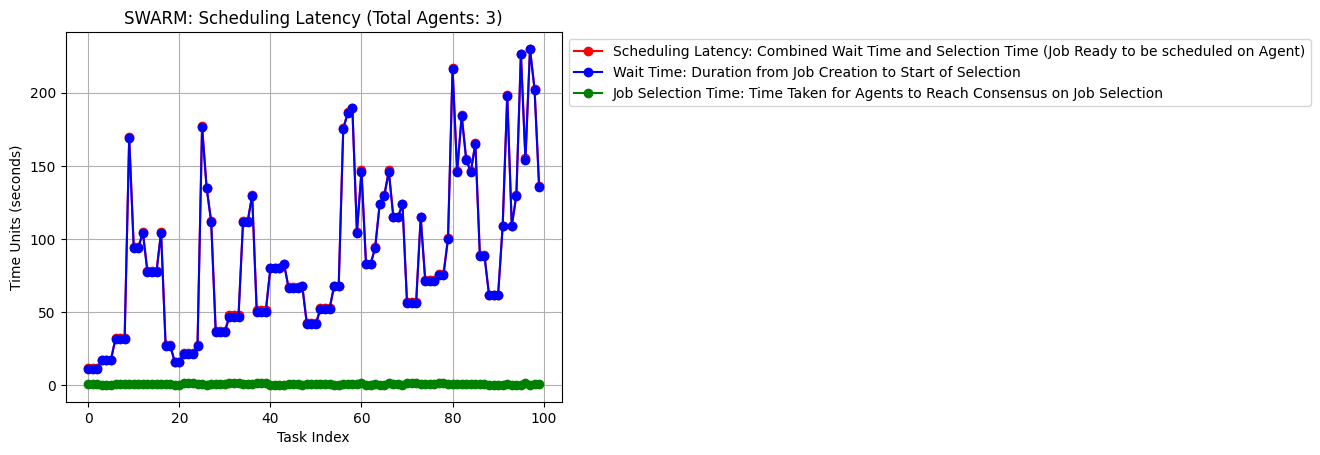 SWARM: Scheduling Latency (Total Agents: 3)
Scheduling Latency: Combined Wait Time and Selection Time (Job Ready to be scheduled on Agent)
Wait Time: Duration from Job Creation to Start of Selection
Job Selection Time: Time Taken for Agents to Reach Consensus on Job Selection
Time Units (seconds)
200
150
100
50
0
0 20 40 60 80 100
Task Index